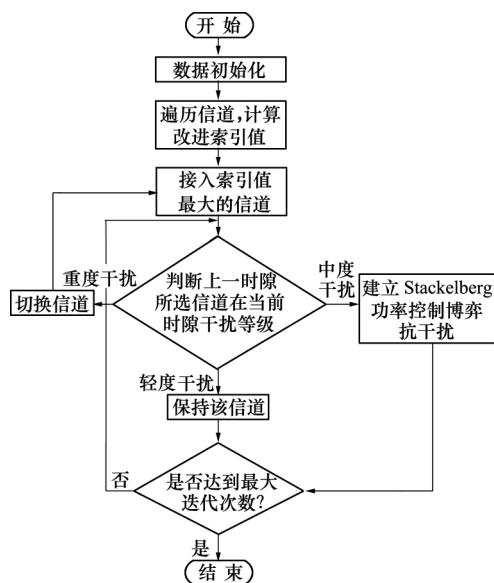 开 始
数据初始化
遍历信道,计算
改进索引值
接入索引值
最大的信道
重度干扰
判断上一时隙
所选信道在当前
时隙干扰等级
中度
干扰
切换信道
建立 Stackelberg
功率控制博弈
抗干扰
轻度干扰
保持该信道
否
是否达到最大
迭代次数?
是
结 束